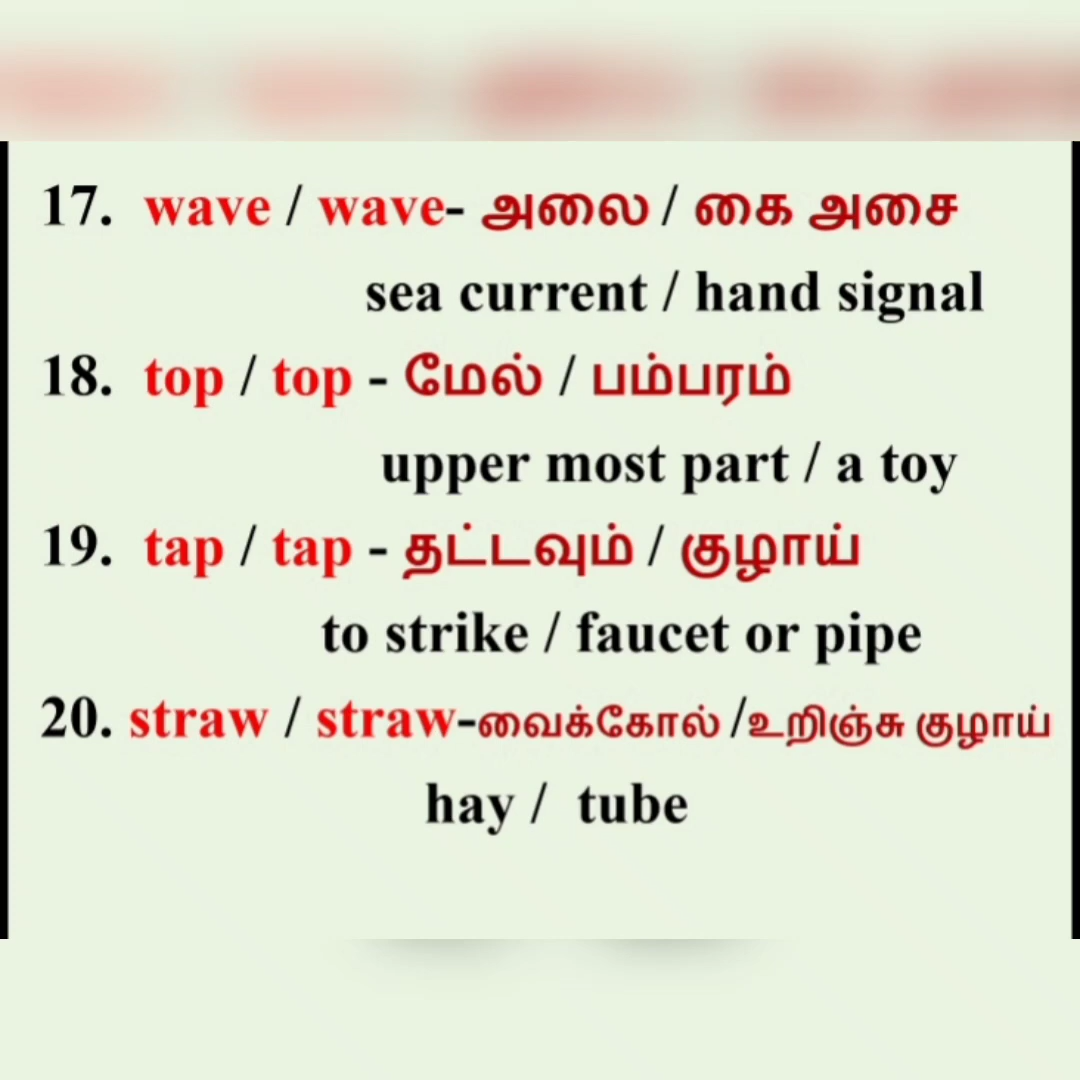 17. wave / wave- அலை / கை அசை
sea current / hand signal
18. top / top - மேல் / பம்பரம்
upper most part / a toy
19. tap / tap - தட்டவும் / குழாய்
to strike / faucet or pipe
20. straw / straw-வைக்கோல் /உறிஞ்சு குழாய்
hay / tube